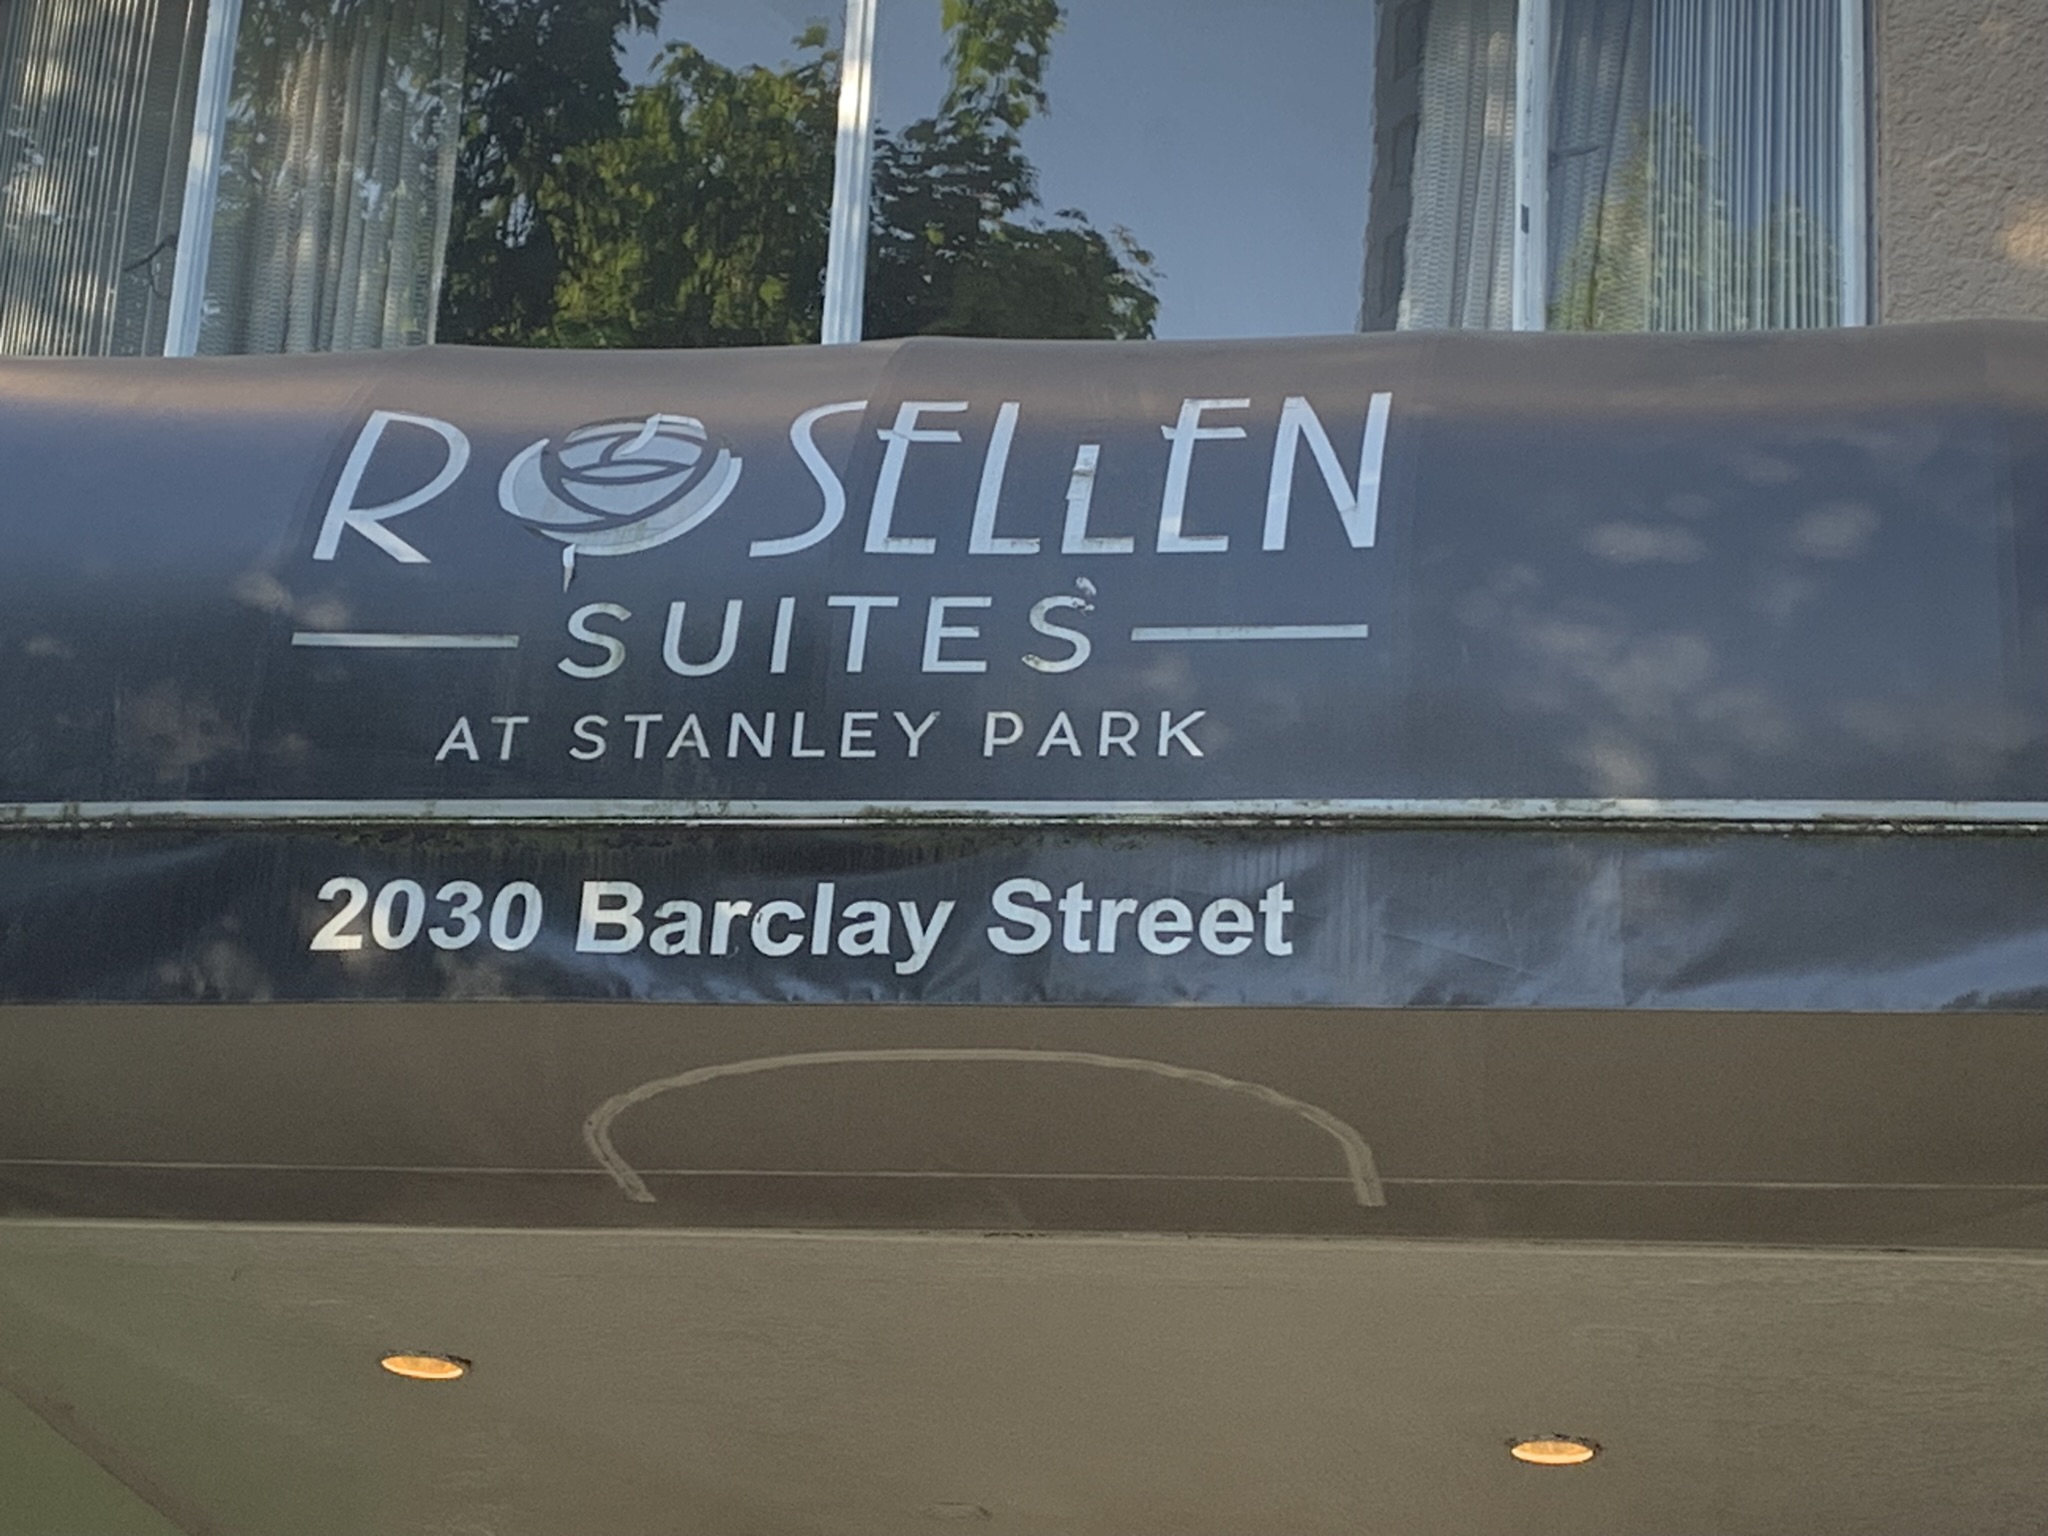 ROSELLEN
SUITES
AT STANLEY PARK
2030 Barclay Street